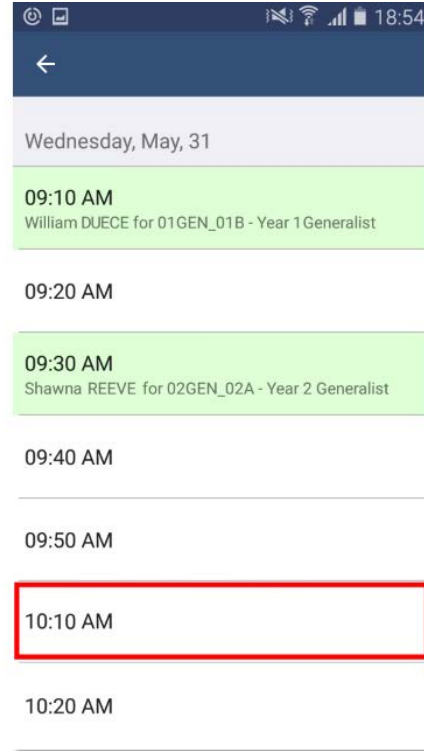 18:54
Wednesday, May, 31
09:10 AM
William DUECE for 01GEN_01B - Year 1Generalist
09:20 AM
09:30 AM
Shawna REEVE for 02GEN_02A - Year 2 Generalist
09:40 AM
09:50 AM
10:10 AM
10:20 AM